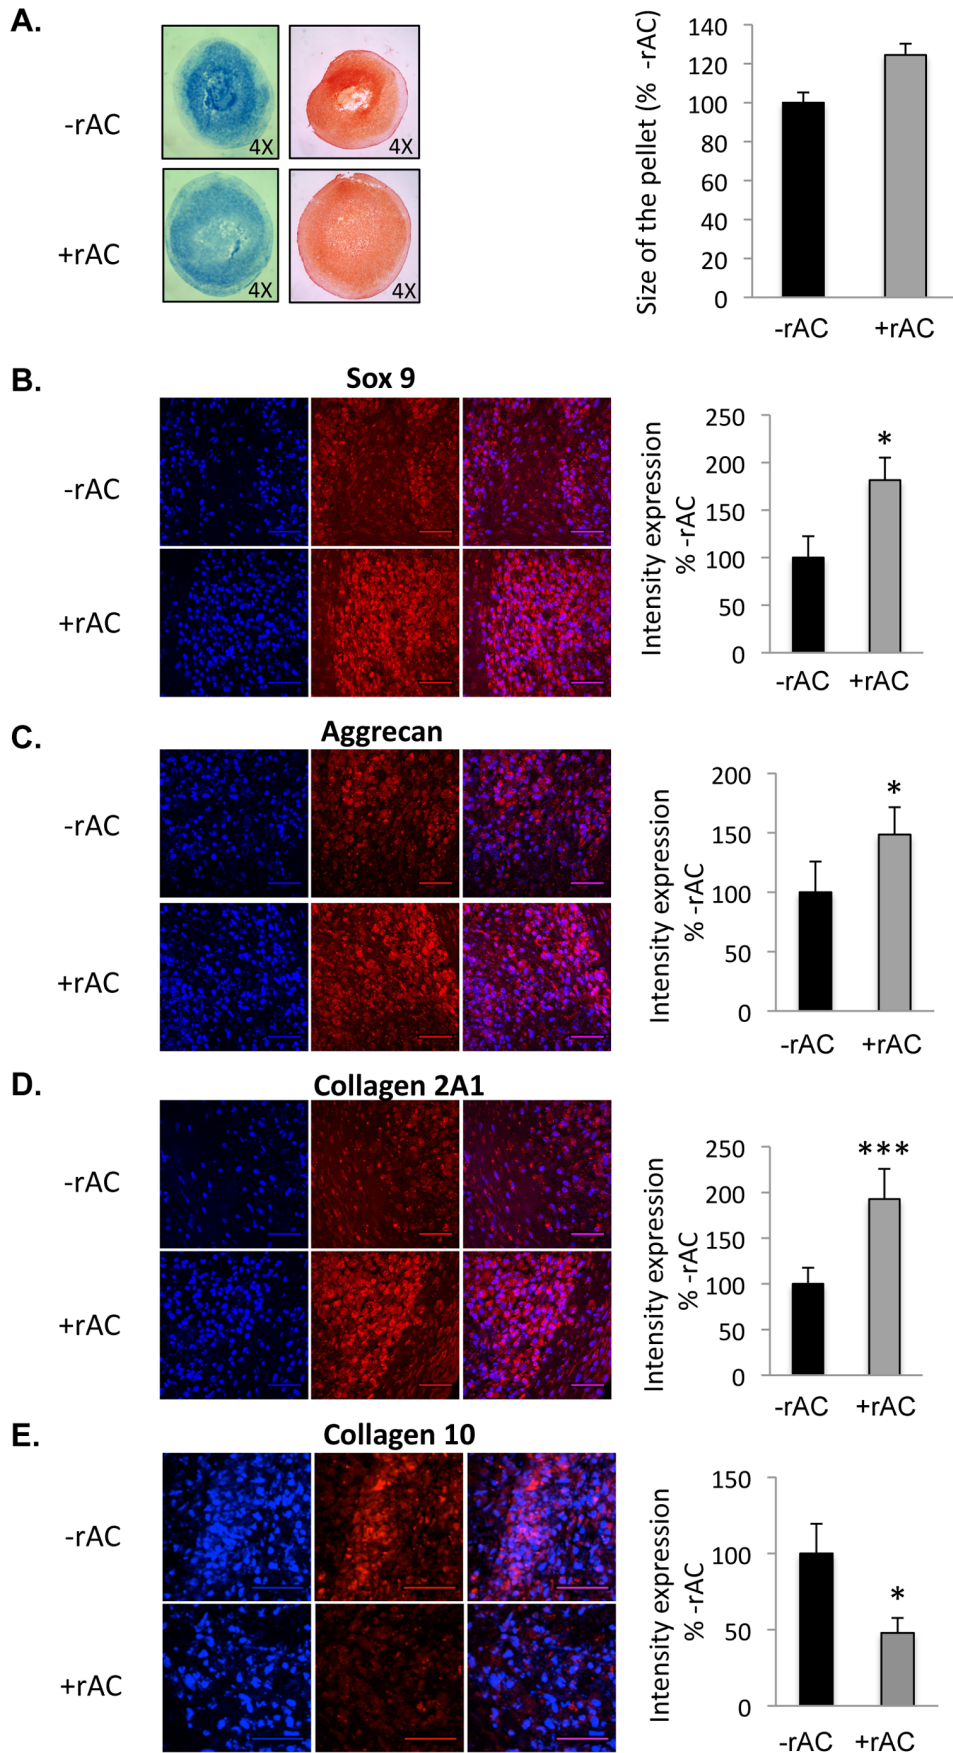 A.
-rAC
4X
4X
+rAC
4X
4X
Size of the pellet (% -rAC)
140
120
100
80
60
40
20
0
-rAC
+rAC
B.
Sox 9
-rAC
+rAC
Intensity expression
% -rAC
250
200
150
100
50
0
*
-rAC
+rAC
C.
Aggrecan
-rAC
+rAC
Intensity expression
% -rAC
200
150
100
50
0
*
-rAC
+rAC
D.
Collagen 2A1
-rAC
+rAC
Intensity expression
% -rAC
250
200
150
100
50
0
***
-rAC
+rAC
E.
Collagen 10
-rAC
+rAC
Intensity expression
% -rAC
150
100
50
0
*
-rAC
+rAC